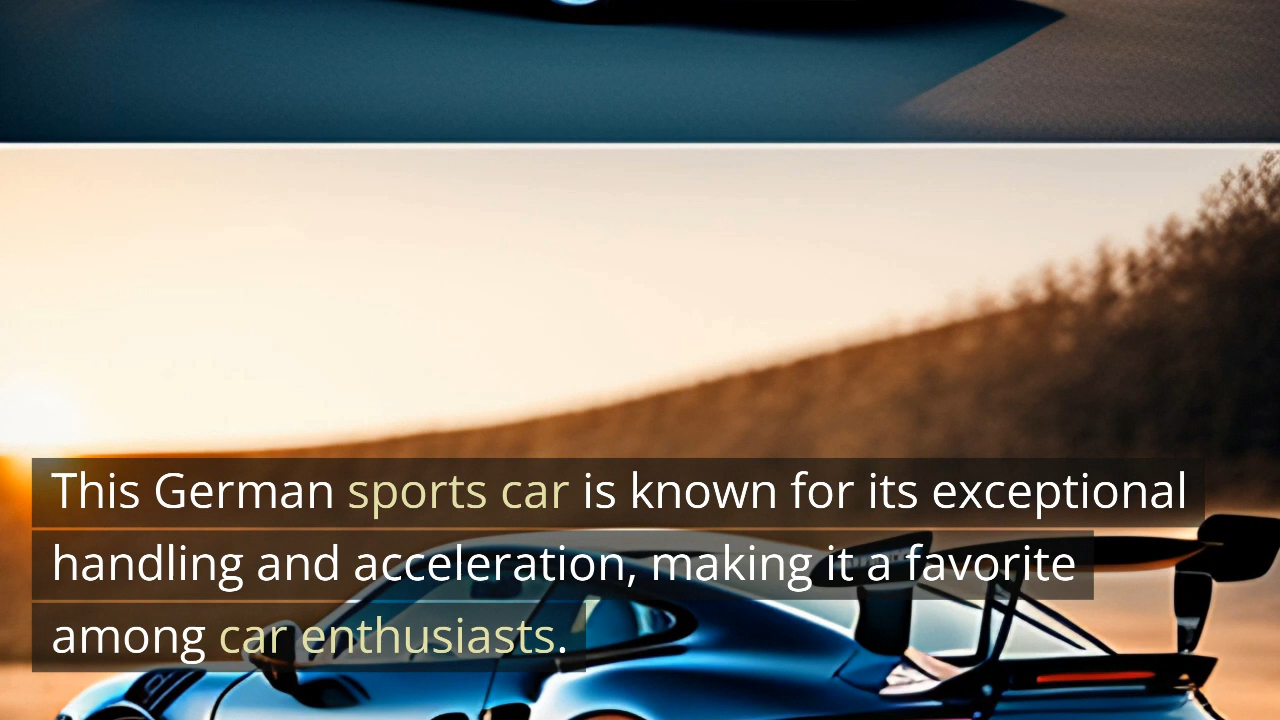 This German sports car is known for its exceptional
handling and acceleration, making it a favorite
among car enthusiasts.